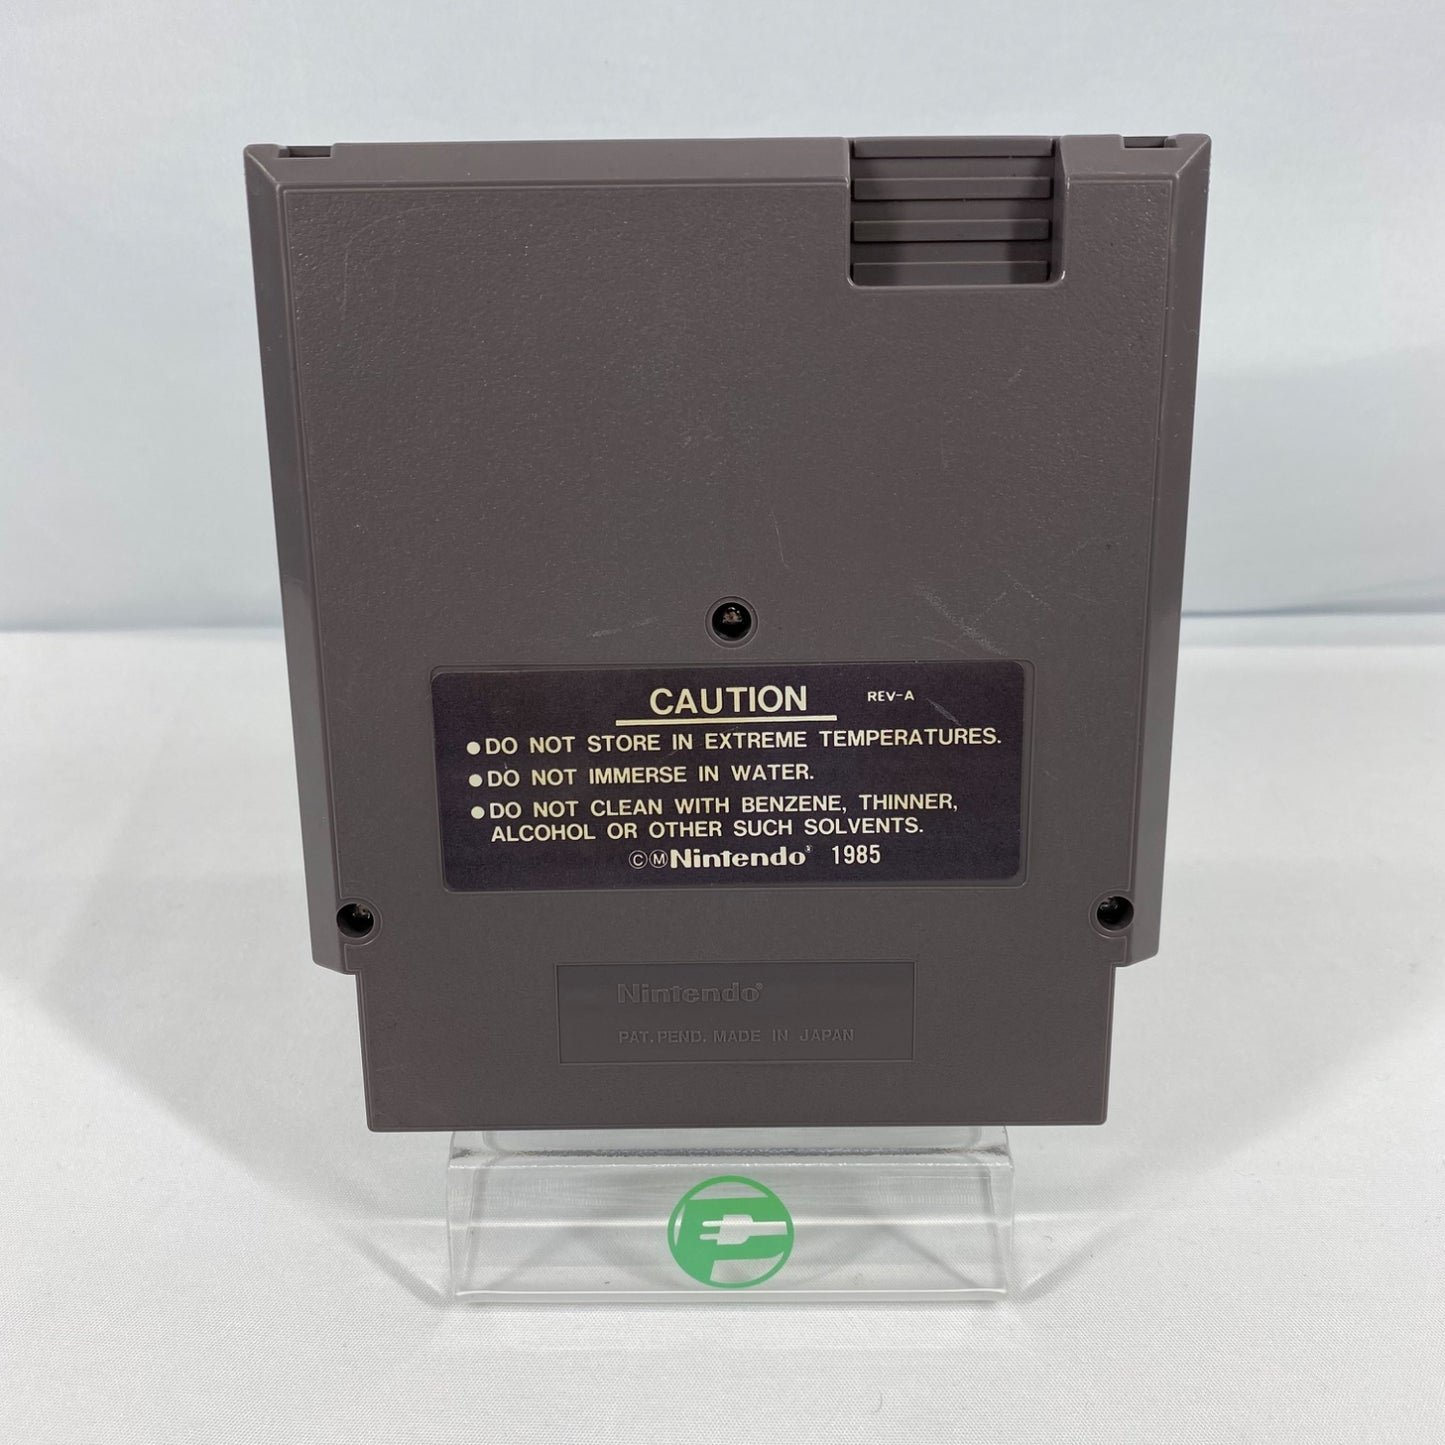 CAUTION REV-A
●DO NOT STORE IN EXTREME TEMPERATURES.
●DO NOT IMMERSE IN WATER.
●DO NOT CLEAN WITH BENZENE, THINNER,
ALCOHOL OR OTHER SUCH SOLVENTS.
ⒸⓂNintendo® 1985
Nintendo®
PAT. PEND. MADE IN JAPAN